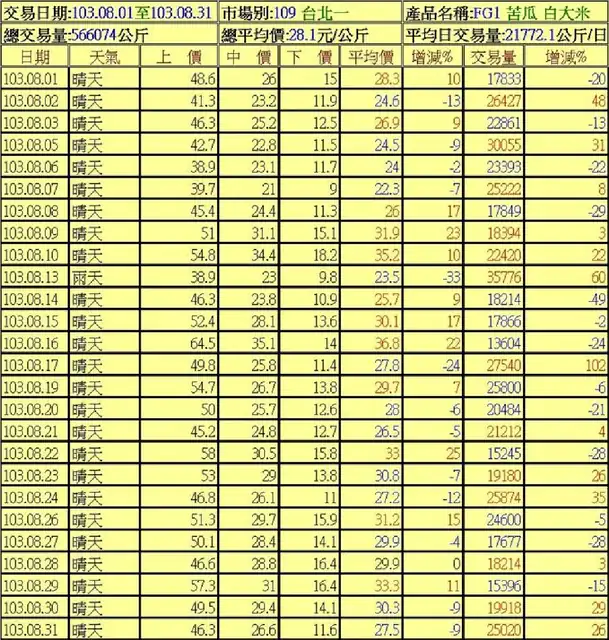 交易日期:103.08.01至103.08.31 市場別:109 台北一 產品名稱:FG1 苦瓜 白大米
總交易量:566074公斤 總平均價:28.1元/公斤 平均日交易量:21772.1公斤/日
日期 天氣 上 價 中 價 下 價 平均價 增減% 交易量 增減%
103.08.01 晴天 48.6 26 15 28.3 10 17833 -20
103.08.02 晴天 41.3 23.2 11.9 24.6 -13 26427 48
103.08.03 晴天 46.3 25.2 12.5 26.9 9 22861 -13
103.08.05 晴天 42.7 22.8 11.5 24.5 -9 30055 31
103.08.06 晴天 38.9 23.1 11.7 24 -2 23393 -22
103.08.07 晴天 39.7 21 9 22.3 -7 25222 8
103.08.08 晴天 45.4 24.4 11.3 26 17 17849 -29
103.08.09 晴天 51 31.1 15.1 31.9 23 18394 3
103.08.10 晴天 54.8 34.4 18.2 35.2 10 22420 22
103.08.13 雨天 38.9 23 9.8 23.5 -33 35776 60
103.08.14 晴天 46.3 23.8 10.9 25.7 9 18214 -49
103.08.15 晴天 52.4 28.1 13.6 30.1 17 17866 -2
103.08.16 晴天 64.5 35.1 14 36.8 22 13604 -24
103.08.17 晴天 49.8 25.8 11.4 27.8 -24 27540 102
103.08.19 晴天 54.7 26.7 13.8 29.7 7 25800 -6
103.08.20 晴天 50 25.7 12.6 28 -6 20484 -21
103.08.21 晴天 45.2 24.8 12.7 26.5 -5 21212 4
103.08.22 晴天 58 30.5 15.8 33 25 15245 -28
103.08.23 晴天 53 29 13.8 30.8 -7 19180 26
103.08.24 晴天 46.8 26.1 11 27.2 -12 25874 35
103.08.26 晴天 51.3 29.7 15.9 31.2 15 24600 -5
103.08.27 晴天 50.1 28.4 14.1 29.9 -4 17677 -28
103.08.28 晴天 46.6 28.8 16.4 29.9 0 18214 3
103.08.29 晴天 57.3 31 16.4 33.3 11 15396 -15
103.08.30 晴天 49.5 29.4 14.1 30.3 -9 19918 29
103.08.31 晴天 46.3 26.6 11.6 27.5 -9 25020 26